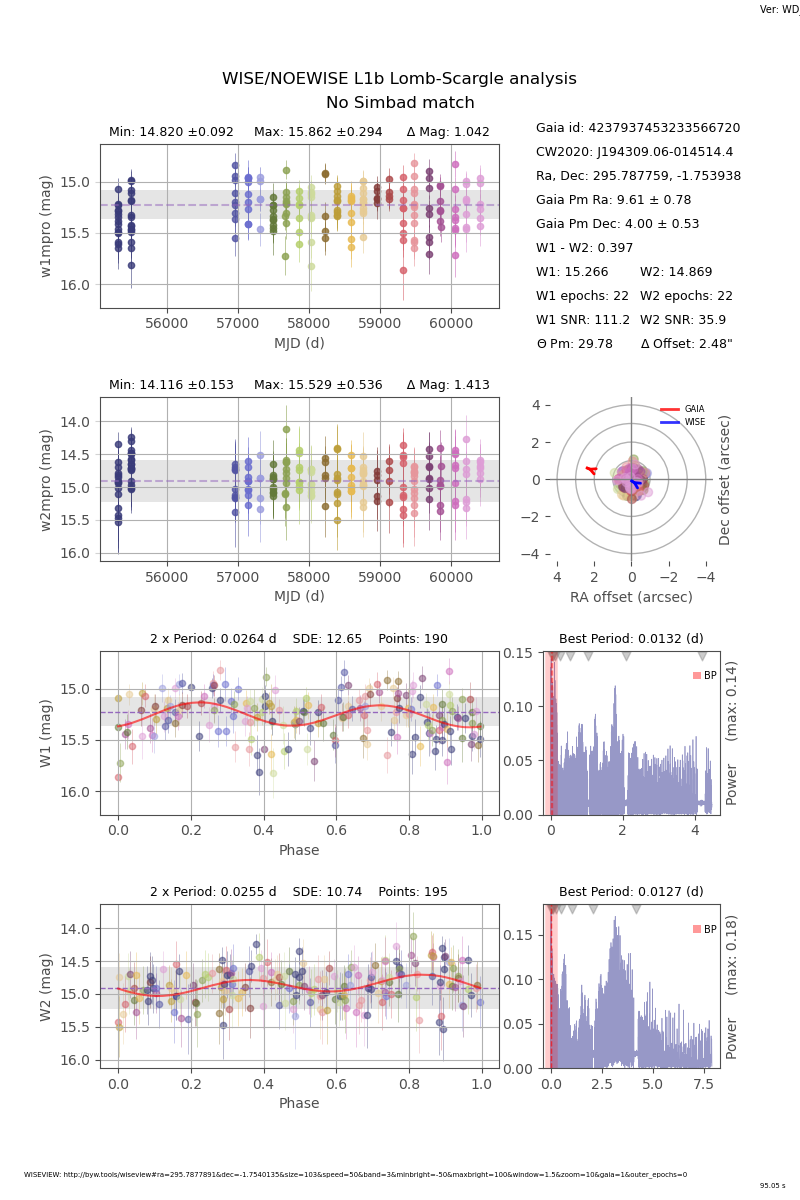 Ver: WD
WISE/NOEWISE L1b Lomb-Scargle analysis
No Simbad match
Min: 14.820 ±0.092 Max: 15.862 ±0.294 Δ Mag: 1.042
w1mpro (mag)
15.0
15.5
16.0
56000 57000 58000 59000 60000
MJD (d)
Gaia id: 4237937453233566720
CW2020: J194309.06-014514.4
Ra, Dec: 295.787759, -1.753938
Gaia Pm Ra: 9.61 ± 0.78
Gaia Pm Dec: 4.00 ± 0.53
W1 - W2: 0.397
W1: 15.266 W2: 14.869
W1 epochs: 22 W2 epochs: 22
W1 SNR: 111.2 W2 SNR: 35.9
Θ Pm: 29.78 Δ Offset: 2.48"
Min: 14.116 ±0.153 Max: 15.529 ±0.536 Δ Mag: 1.413
w2mpro (mag)
14.0
14.5
15.0
15.5
16.0
56000 57000 58000 59000 60000
MJD (d)
GAIA
WISE
4
2
0
−2
−4
4 2 0 −2 −4
RA offset (arcsec)
Dec offset (arcsec)
2 x Period: 0.0264 d SDE: 12.65 Points: 190
W1 (mag)
15.0
15.5
16.0
0.0 0.2 0.4 0.6 0.8 1.0
Phase
Best Period: 0.0132 (d)
BP
0.15
0.10
0.05
0.00
0 2 4
Power (max: 0.14)
2 x Period: 0.0255 d SDE: 10.74 Points: 195
W2 (mag)
14.0
14.5
15.0
15.5
16.0
0.0 0.2 0.4 0.6 0.8 1.0
Phase
Best Period: 0.0127 (d)
BP
0.15
0.10
0.05
0.00
0.0 2.5 5.0 7.5
Power (max: 0.18)
WISEVIEW: http://byw.tools/wiseview#ra=295.7877891&dec=-1.7540135&size=103&speed=50&band=3&minbright=-50&maxbright=100&window=1.5&zoom=10&gaia=1&outer_epochs=0
95.05 s